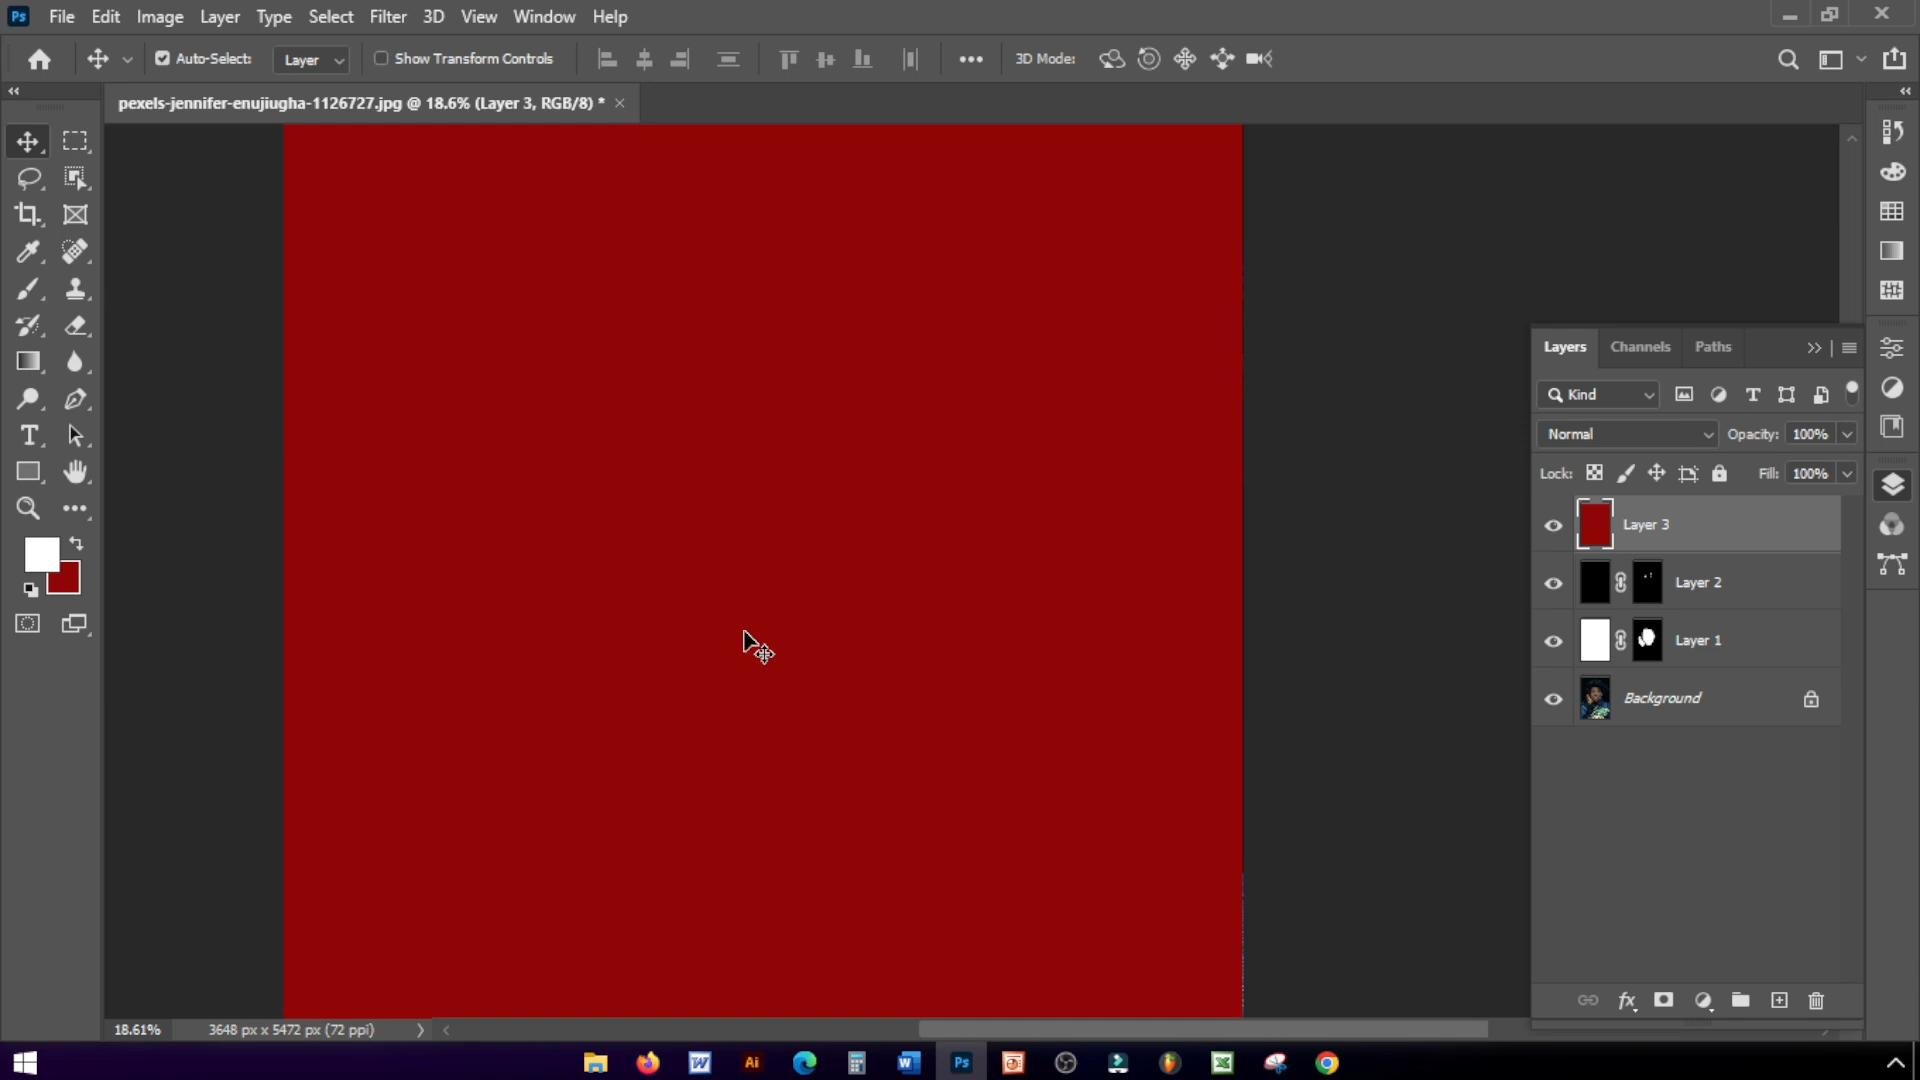 Ps File Edit Image Layer Type Select Filter 3D View Window Help
Auto-Select: Layer Show Transform Controls 3D Mode:
pexels-jennifer-enujiugha-1126727.jpg @ 18.6% (Layer 3, RGB/8) *
Layers Channels Paths
Kind
Normal Opacity: 100%
Lock: Fill: 100%
Layer 3
Layer 2
Layer 1
Background
18.61% 3648 px x 5472 px (72 ppi)